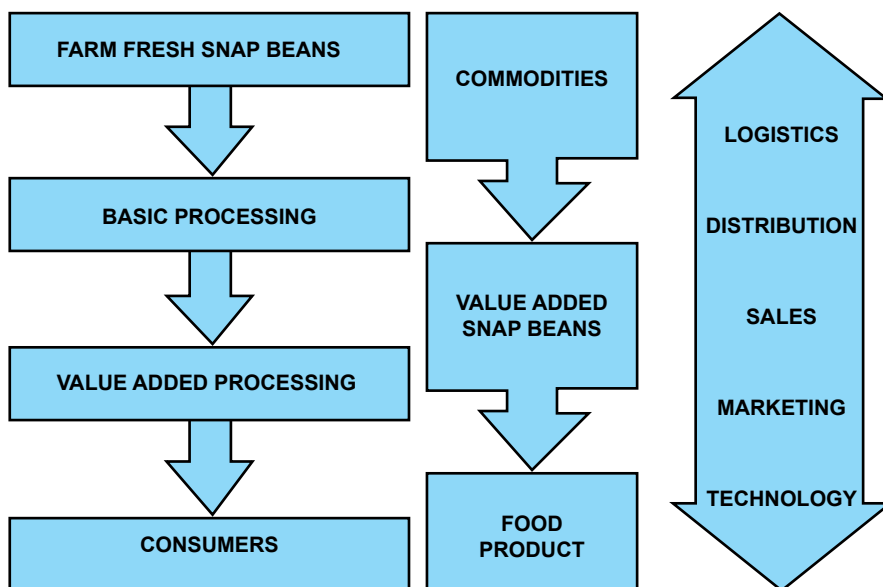 FARM FRESH SNAP BEANS
BASIC PROCESSING
VALUE ADDED PROCESSING
CONSUMERS
COMMODITIES
VALUE ADDED
SNAP BEANS
FOOD
PRODUCT
LOGISTICS
DISTRIBUTION
SALES
MARKETING
TECHNOLOGY